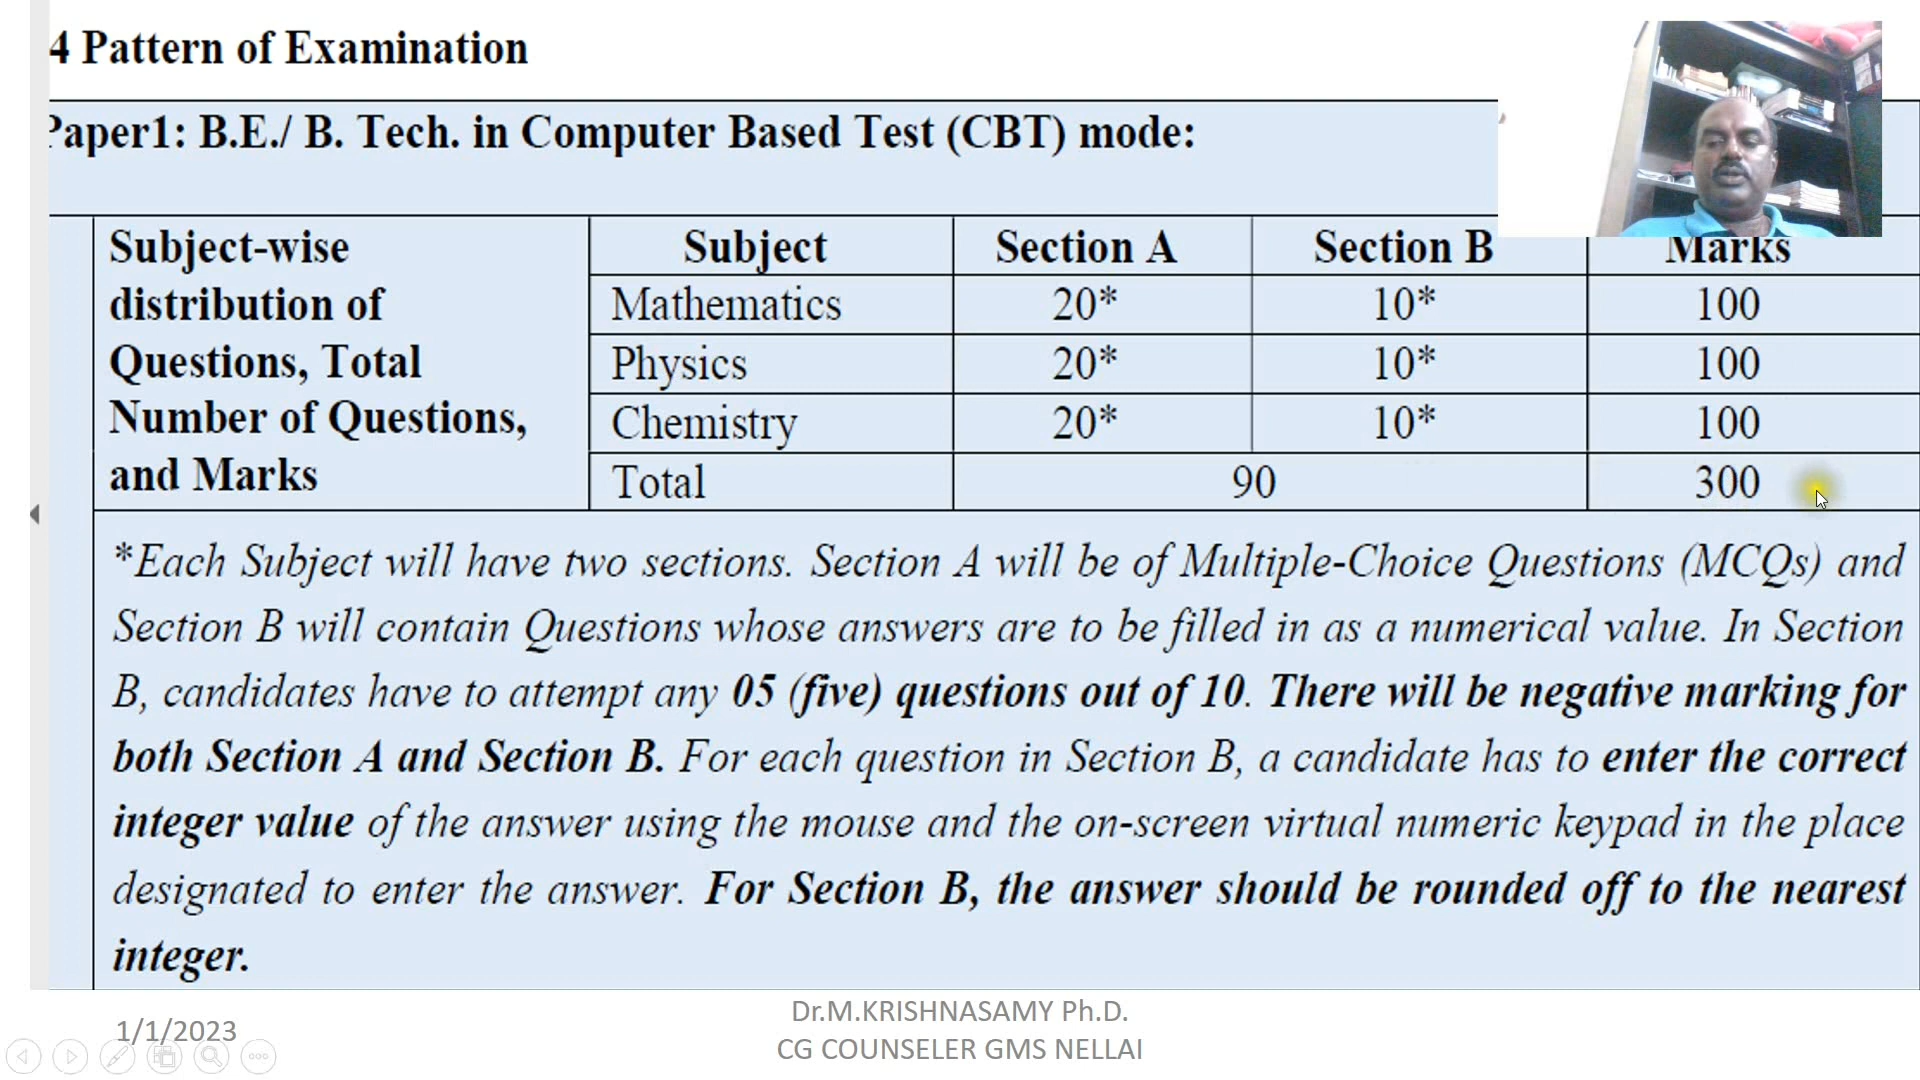 4 Pattern of Examination
Paper1: B.E./ B. Tech. in Computer Based Test (CBT) mode:
Subject-wise distribution of Questions, Total Number of Questions, and Marks
Subject Section A Section B Marks
Mathematics 20* 10* 100
Physics 20* 10* 100
Chemistry 20* 10* 100
Total 90 300
*Each Subject will have two sections. Section A will be of Multiple-Choice Questions (MCQs) and
Section B will contain Questions whose answers are to be filled in as a numerical value. In Section
B, candidates have to attempt any 05 (five) questions out of 10. There will be negative marking for
both Section A and Section B. For each question in Section B, a candidate has to enter the correct
integer value of the answer using the mouse and the on-screen virtual numeric keypad in the place
designated to enter the answer. For Section B, the answer should be rounded off to the nearest
integer.
1/1/2023
Dr.M.KRISHNASAMY Ph.D.
CG COUNSELER GMS NELLAI